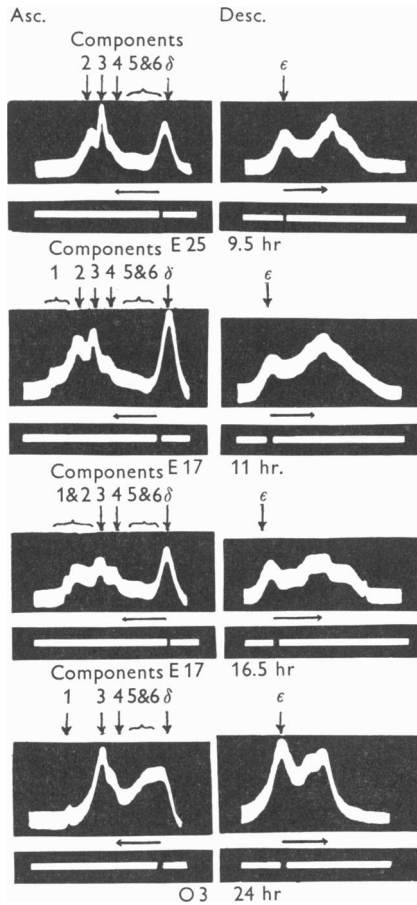 Asc. Desc.
Components
2 3 4 5&6 δ ϵ
E 25 9.5 hr
Components
1 2 3 4 5&6 δ ϵ
E 17 11 hr.
Components
1&2 3 4 5&6 δ ϵ
E 17 16.5 hr
Components
1 3 4 5&6 δ ϵ
O 3 24 hr